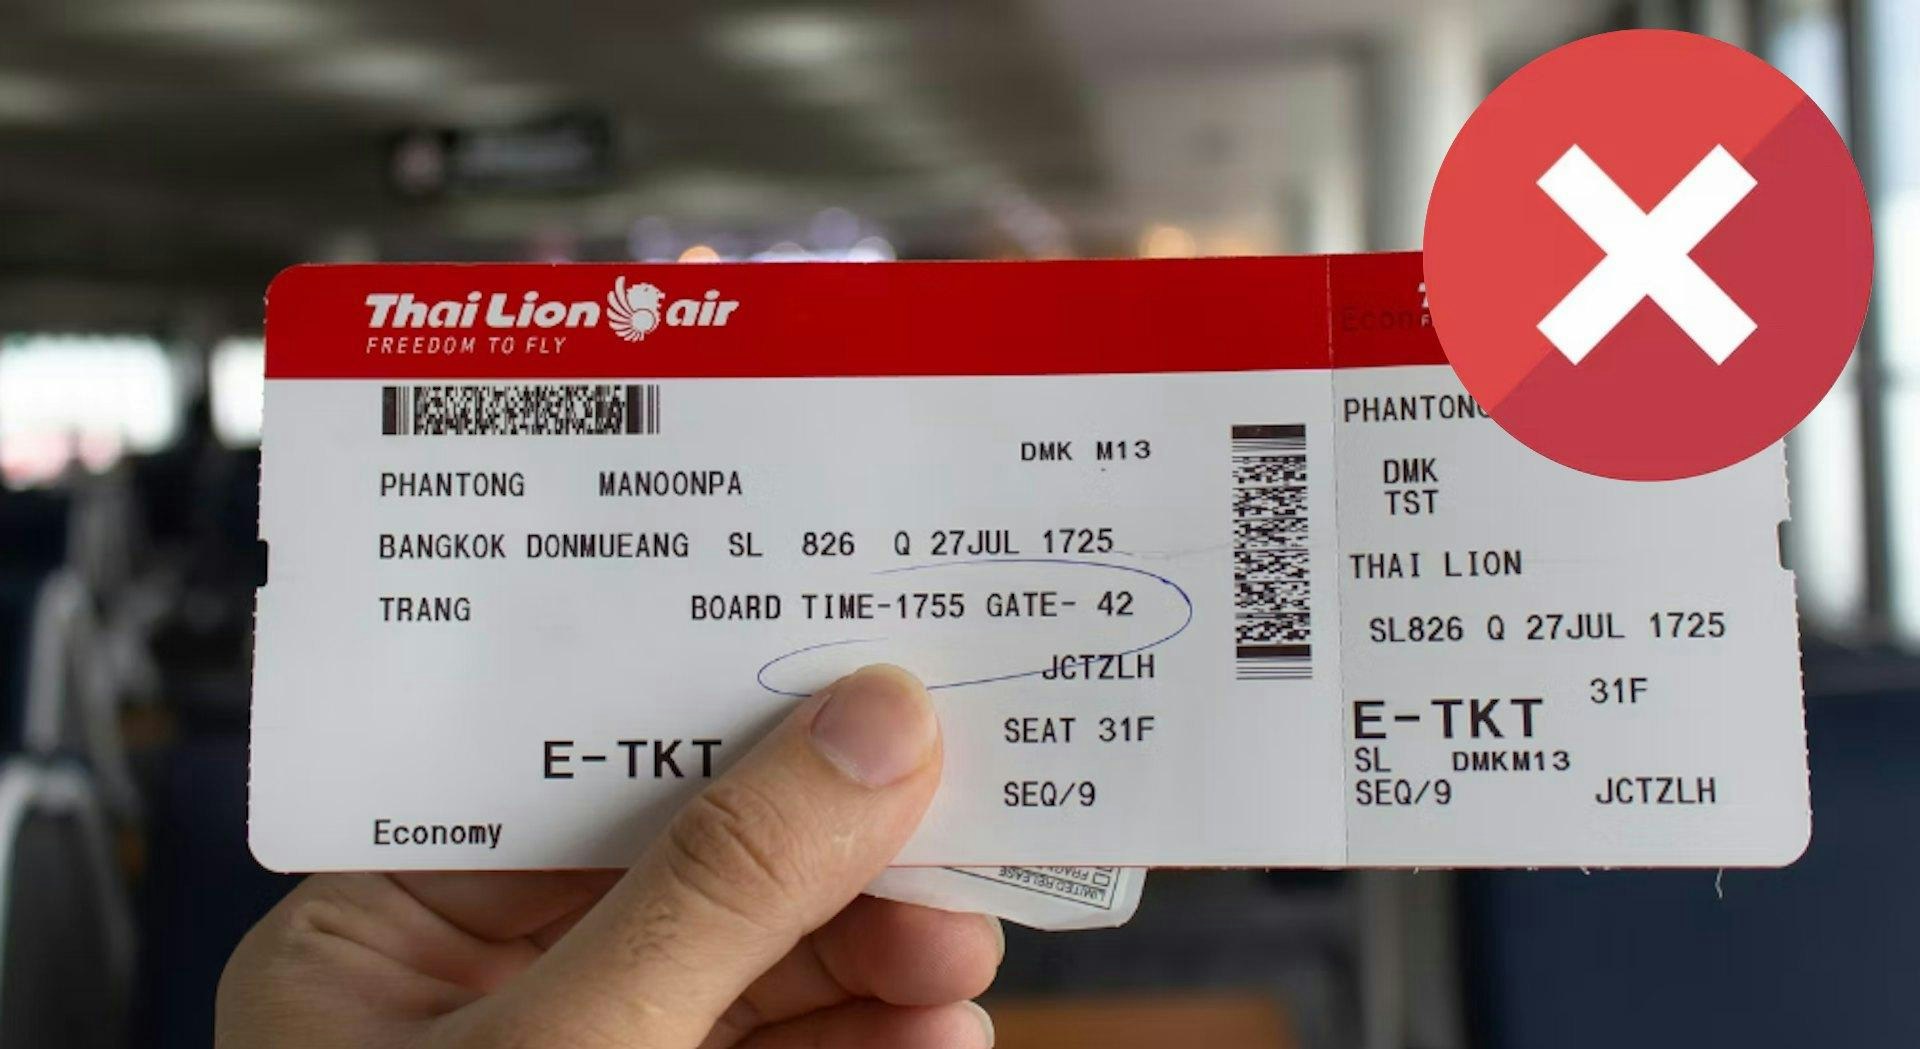 Thai Lion air
FREEDOM TO FLY
DMK M13
PHANTONG MANOONPA
BANGKOK DONMUEANG SL 826 Q 27JUL 1725
TRANG BOARD TIME-1755 GATE- 42
JCTZLH
SEAT 31F
E-TKT
SEQ/9
Economy
PHANTONG
DMK
TST
THAI LION
SL826 Q 27JUL 1725
31F
E-TKT
SL DMKM13
SEQ/9 JCTZLH
LIMITED RELEASE